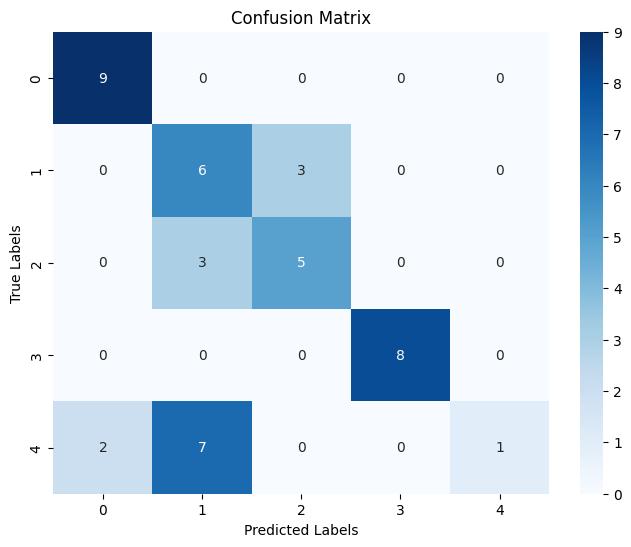 Confusion Matrix
True Labels
0 9 0 0 0 0
1 0 6 3 0 0
2 0 3 5 0 0
3 0 0 0 8 0
4 2 7 0 0 1
0 1 2 3 4
Predicted Labels
9
8
7
6
5
4
3
2
1
0